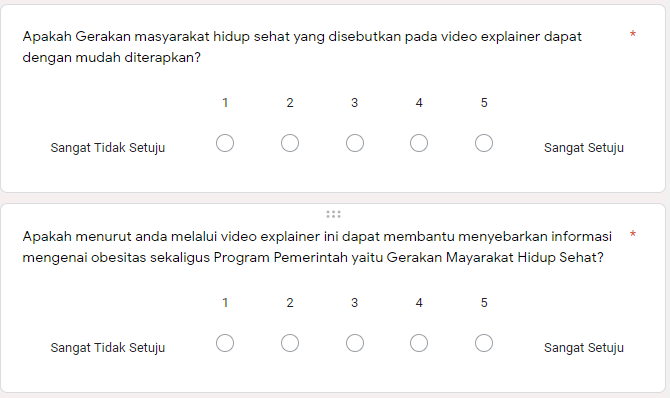 Apakah Gerakan masyarakat hidup sehat yang disebutkan pada video explainer dapat *
dengan mudah diterapkan?
1 2 3 4 5
Sangat Tidak Setuju Sangat Setuju
Apakah menurut anda melalui video explainer ini dapat membantu menyebarkan informasi *
mengenai obesitas sekaligus Program Pemerintah yaitu Gerakan Mayarakat Hidup Sehat?
1 2 3 4 5
Sangat Tidak Setuju Sangat Setuju